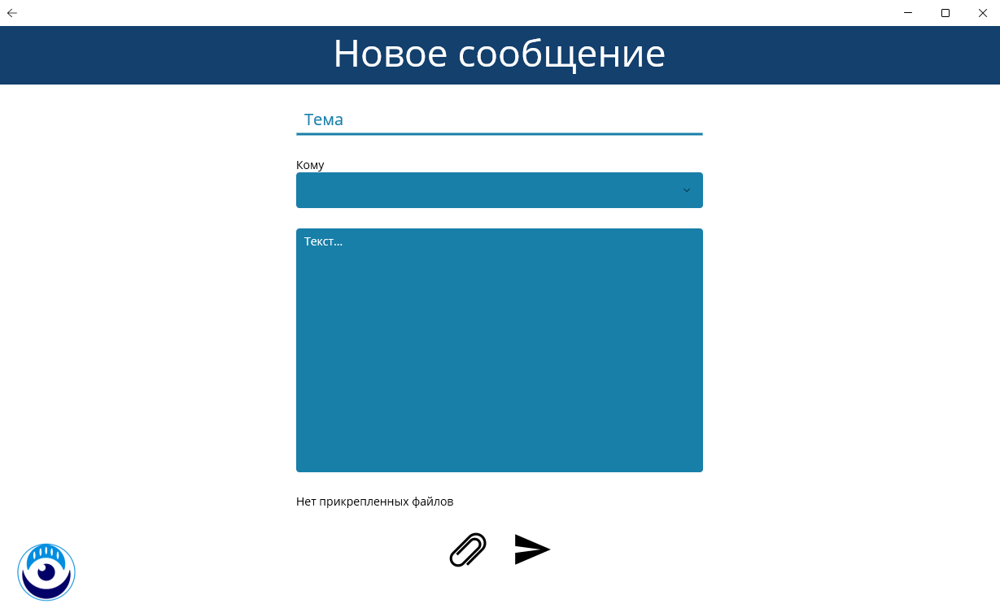 Новое сообщение
Тема
Кому
Текст...
Нет прикрепленных файлов